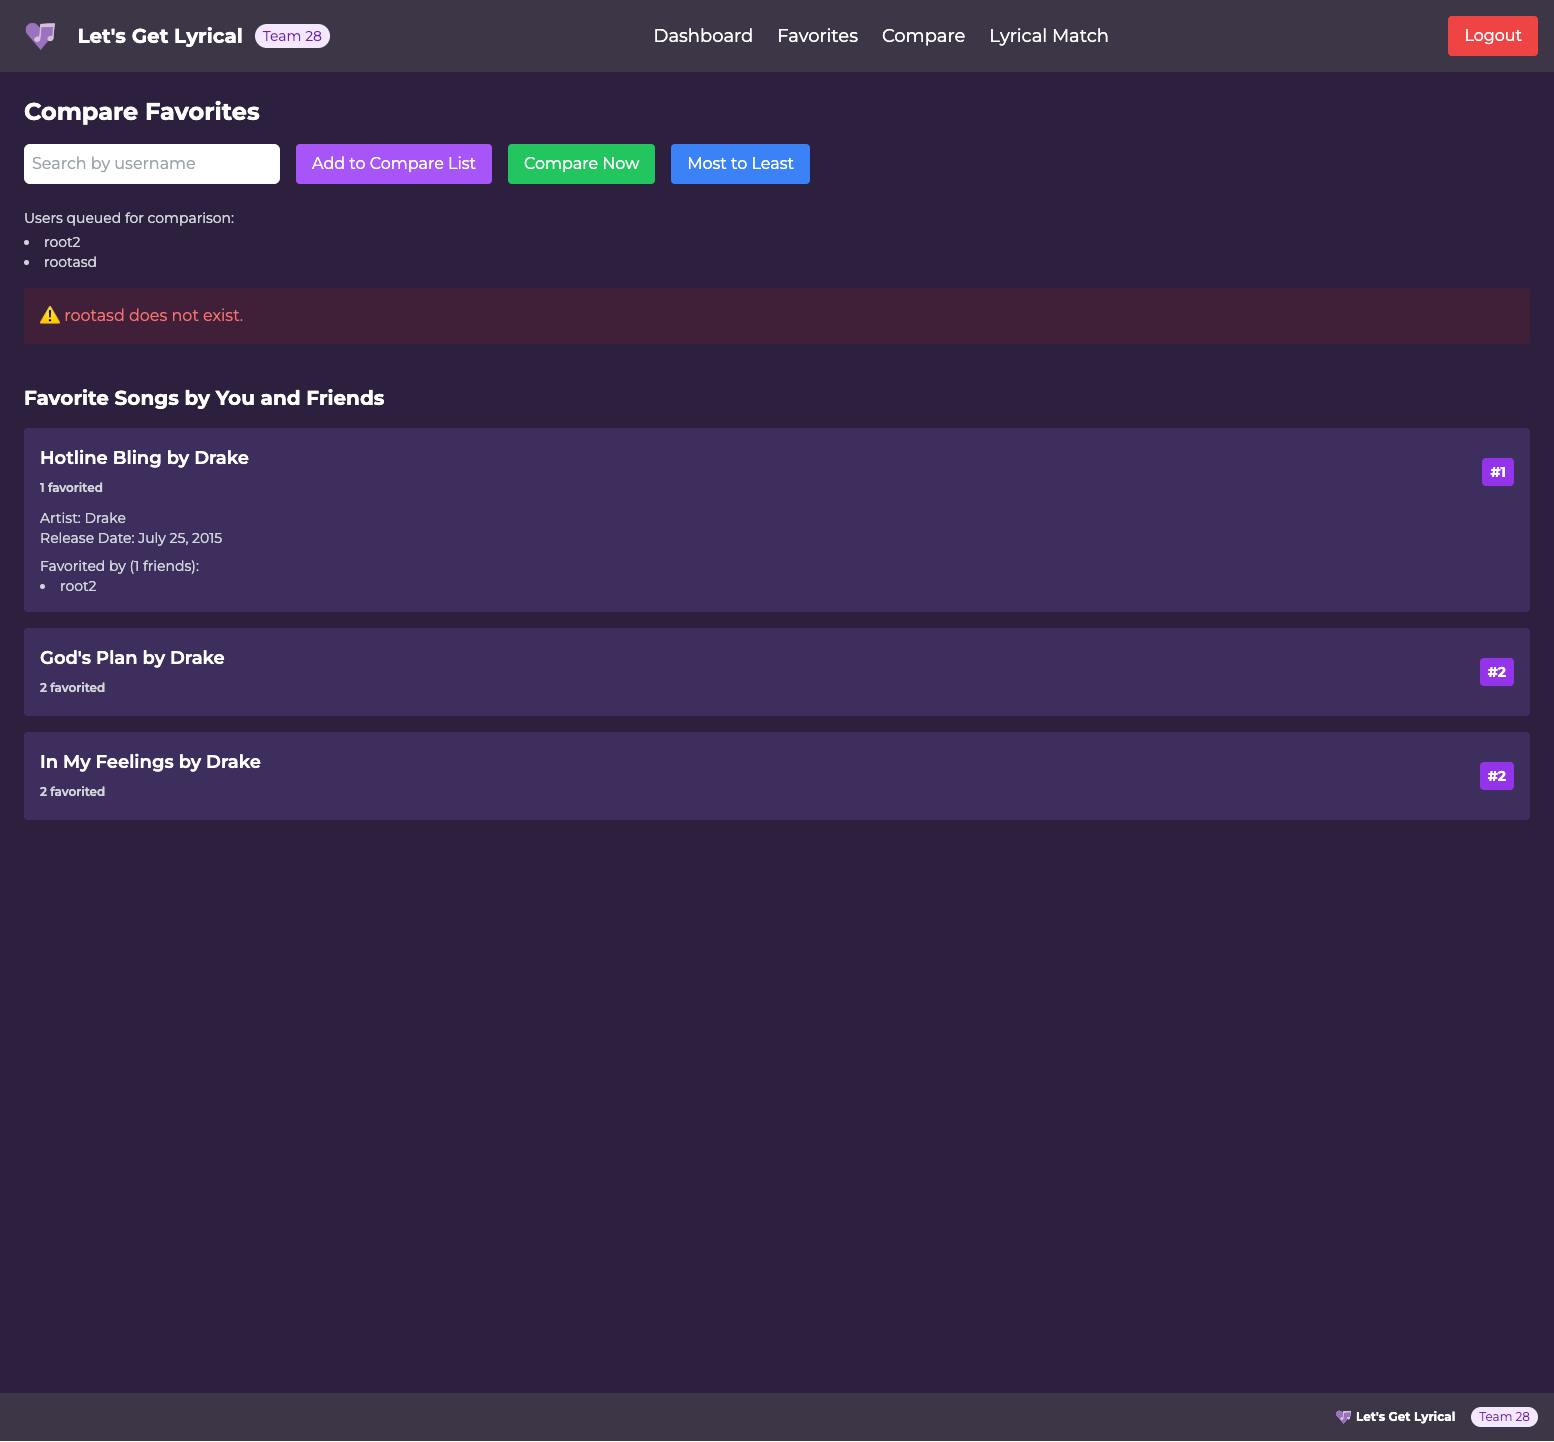 Let's Get Lyrical Team 28 Dashboard Favorites Compare Lyrical Match Logout
Compare Favorites
Search by username Add to Compare List Compare Now Most to Least
Users queued for comparison:
• root2
• rootasd
⚠️ rootasd does not exist.
Favorite Songs by You and Friends
Hotline Bling by Drake
#1
1 favorited
Artist: Drake
Release Date: July 25, 2015
Favorited by (1 friends):
• root2
God's Plan by Drake
#2
2 favorited
In My Feelings by Drake
#2
2 favorited
Let's Get Lyrical Team 28